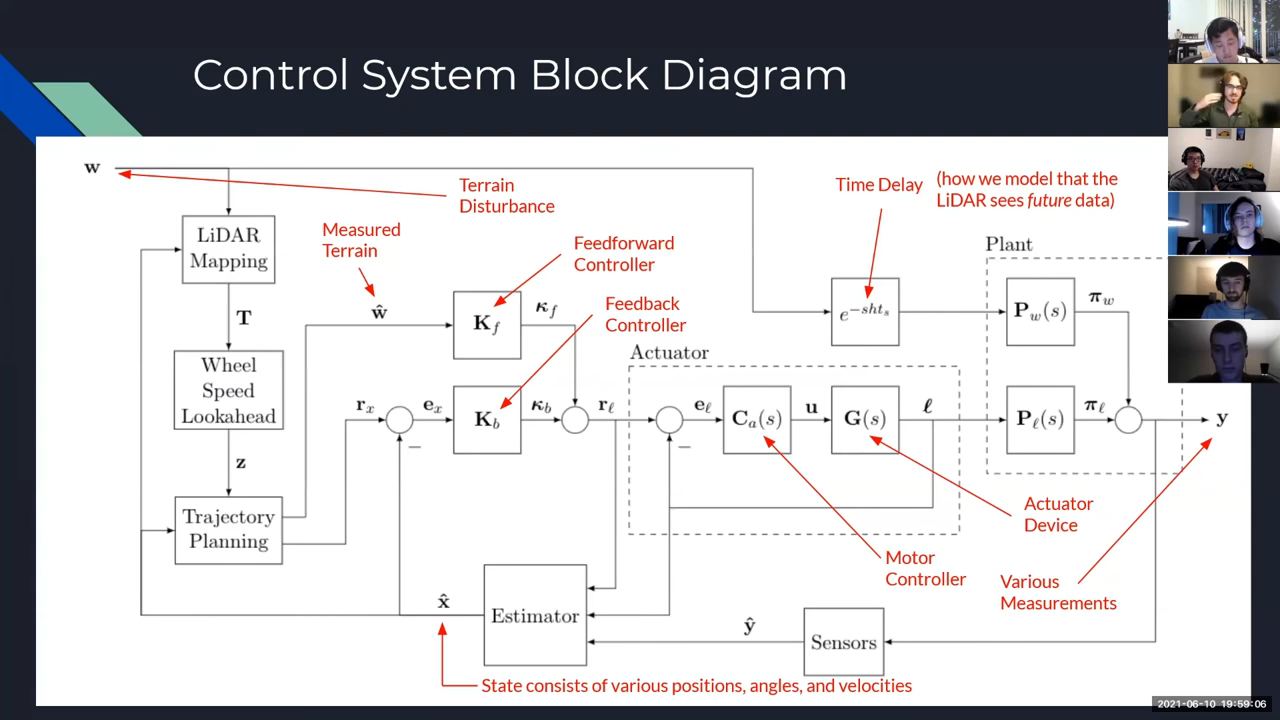 Control System Block Diagram
w
Terrain
Disturbance
Time Delay
(how we model that the
LiDAR sees future data)
LiDAR
Mapping
Measured
Terrain
Feedforward
Controller
Plant
T
ŵ
K_f
κ_f
Feedback
Controller
e^{-sht_s}
P_w(s)
π_w
Wheel
Speed
Lookahead
Actuator
r_x
e_x
K_b
κ_b
r_ℓ
e_ℓ
C_a(s)
u
G(s)
ℓ
P_ℓ(s)
π_ℓ
y
−
−
z
Trajectory
Planning
Actuator
Device
Motor
Controller
Various
Measurements
x̂
Estimator
ŷ
Sensors
State consists of various positions, angles, and velocities
2021-06-10 19:59:06